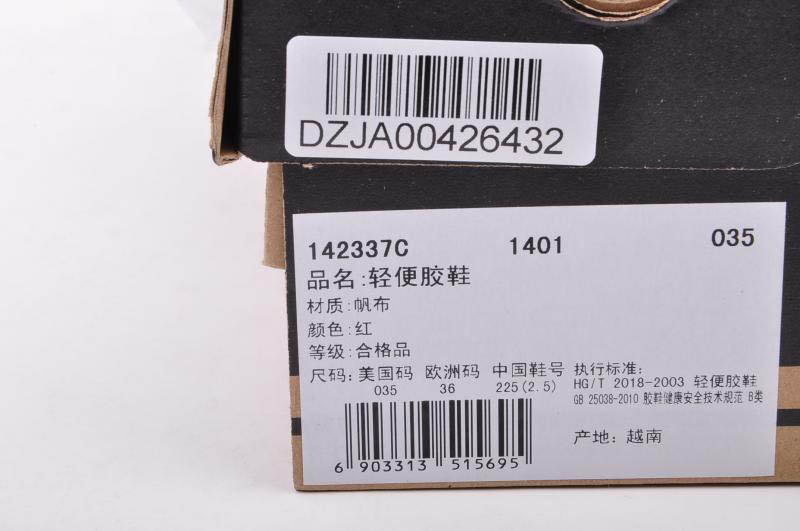 DZJA00426432
142337C 1401 035
品名:轻便胶鞋
材质:帆布
颜色:红
等级:合格品
尺码:美国码 欧洲码 中国鞋号
035 36 225(2.5)
执行标准:
HG/T 2018-2003 轻便胶鞋
GB 25038-2010 胶鞋健康安全技术规范 B类
产地:越南
6 903313 515695